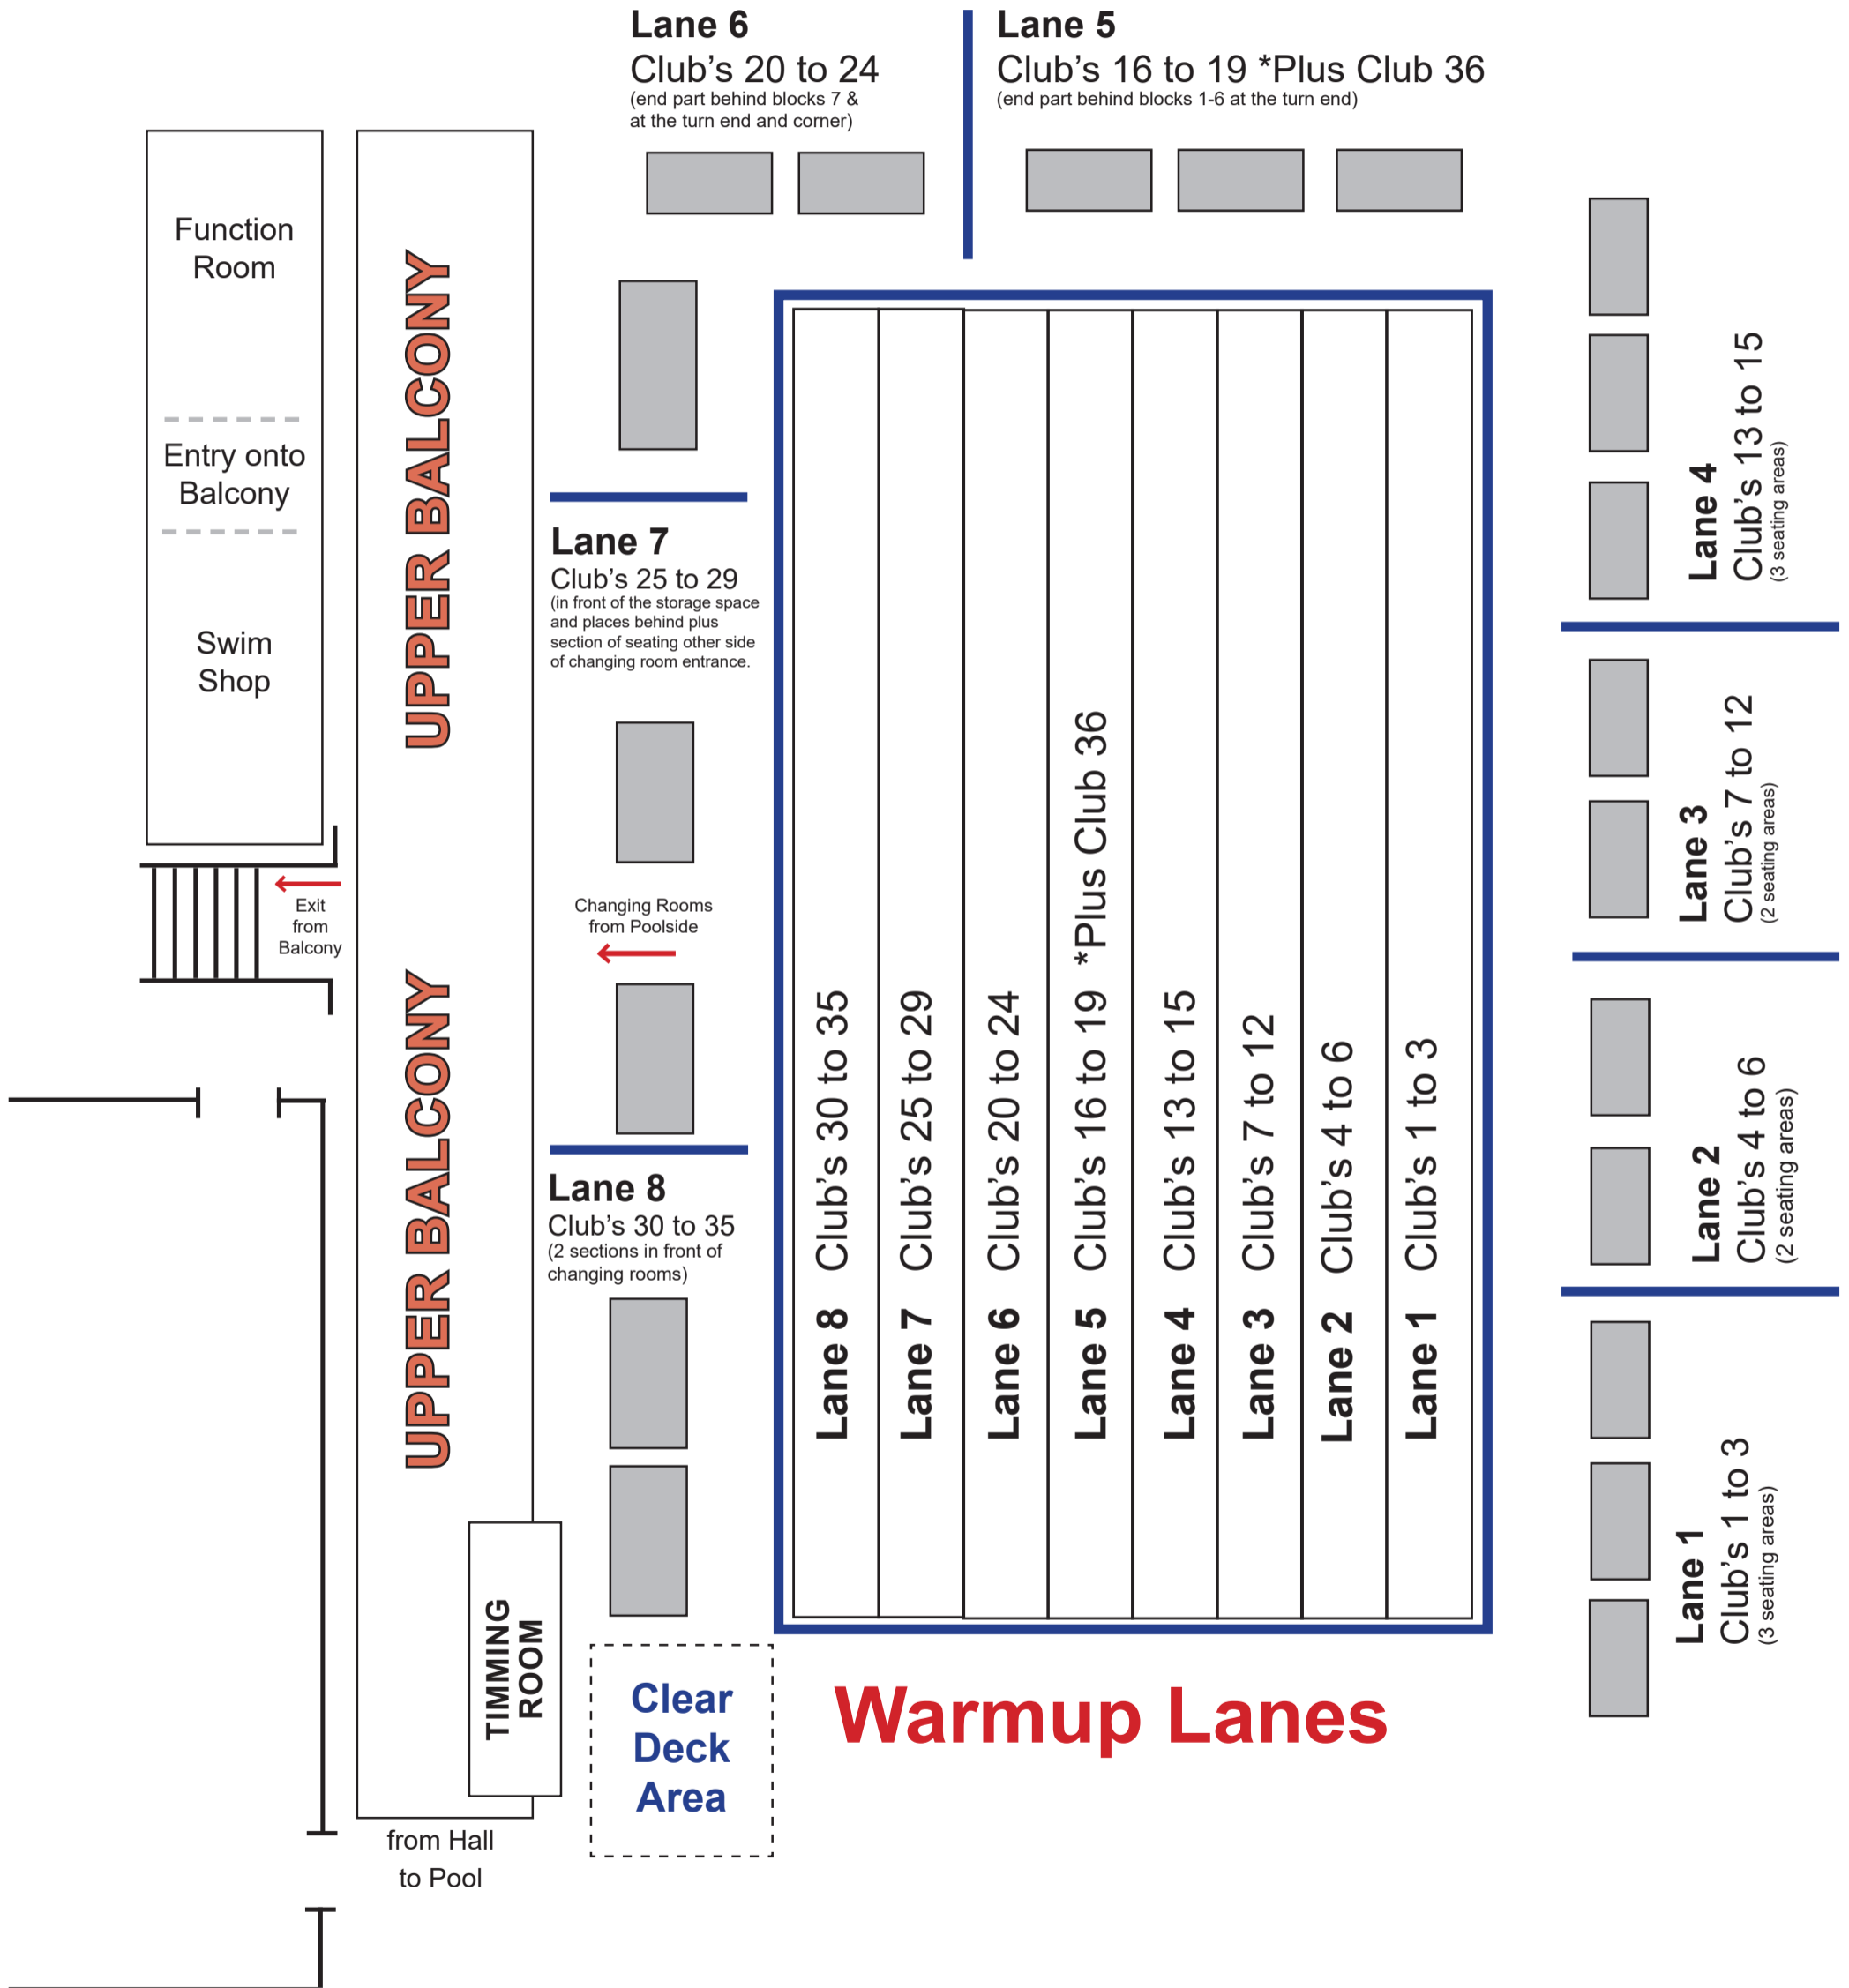 Lane 6
Club's 20 to 24
(end part behind blocks 7 &
at the turn end and corner)
Lane 5
Club's 16 to 19 *Plus Club 36
(end part behind blocks 1-6 at the turn end)
Function
Room
Entry onto
Balcony
Swim
Shop
Exit
from
Balcony
UPPER BALCONY
UPPER BALCONY
TIMMING
ROOM
from Hall
to Pool
Lane 7
Club's 25 to 29
(in front of the storage space
and places behind plus
section of seating other side
of changing room entrance.
Changing Rooms
from Poolside
Lane 8
Club's 30 to 35
(2 sections in front of
changing rooms)
Clear
Deck
Area
Lane 8 Club's 30 to 35
Lane 7 Club's 25 to 29
Lane 6 Club's 20 to 24
Lane 5 Club's 16 to 19 *Plus Club 36
Lane 4 Club's 13 to 15
Lane 3 Club's 7 to 12
Lane 2 Club's 4 to 6
Lane 1 Club's 1 to 3
Warmup Lanes
Lane 4
Club's 13 to 15
(3 seating areas)
Lane 3
Club's 7 to 12
(2 seating areas)
Lane 2
Club's 4 to 6
(2 seating areas)
Lane 1
Club's 1 to 3
(3 seating areas)